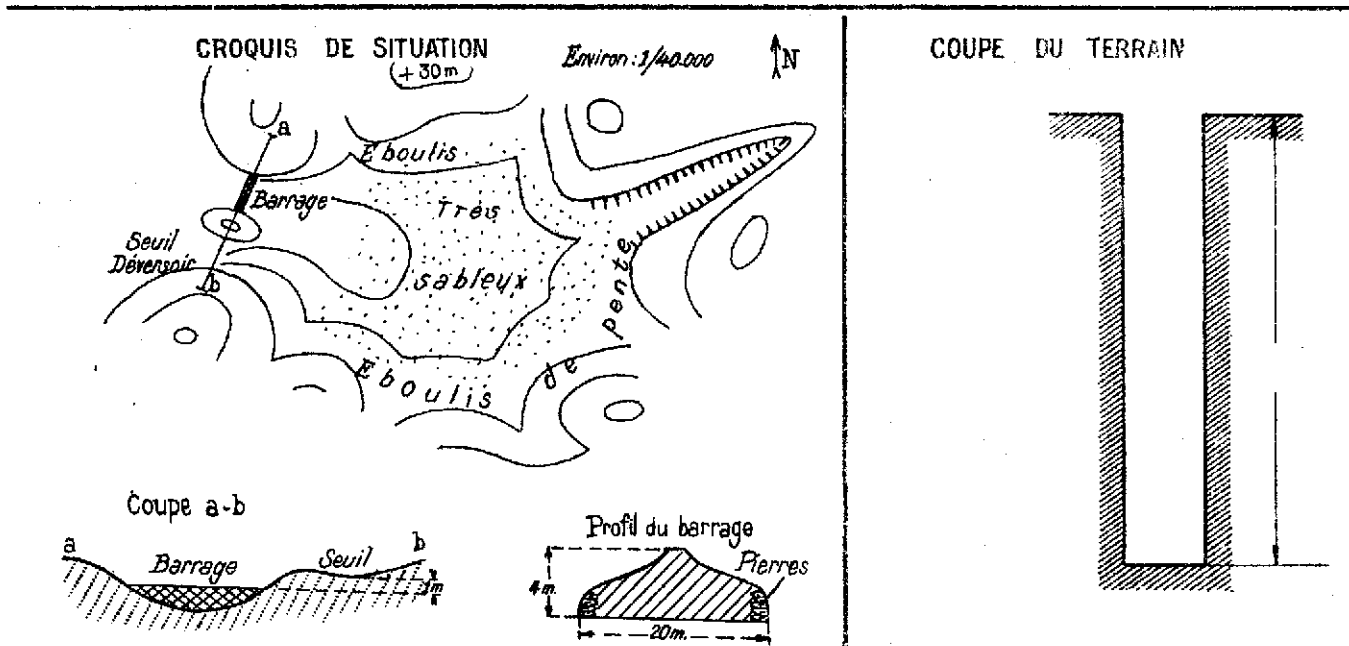 CROQUIS DE SITUATION
(+30m)
Environ: 1/40.000
N
a
Eboulis
Barrage
Très
Seuil
Déversoir
sableux
b
Eboulis de pente
Coupe a-b
a
Barrage
Seuil
b
1m
Profil du barrage
4m.
Pierres
20m.
COUPE DU TERRAIN